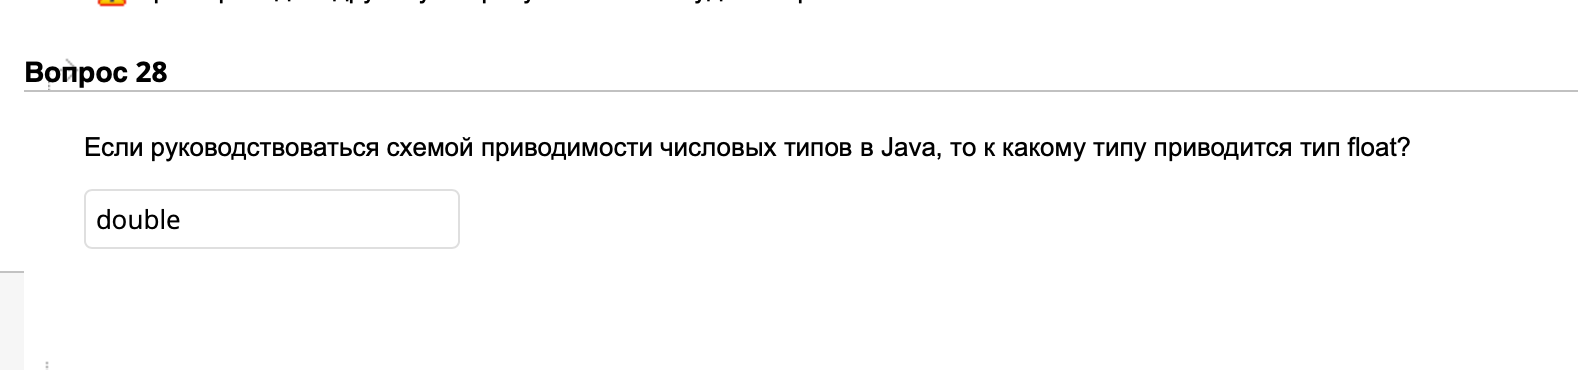 Вопрос 28
Если руководствоваться схемой приводимости числовых типов в Java, то к какому типу приводится тип float?
double